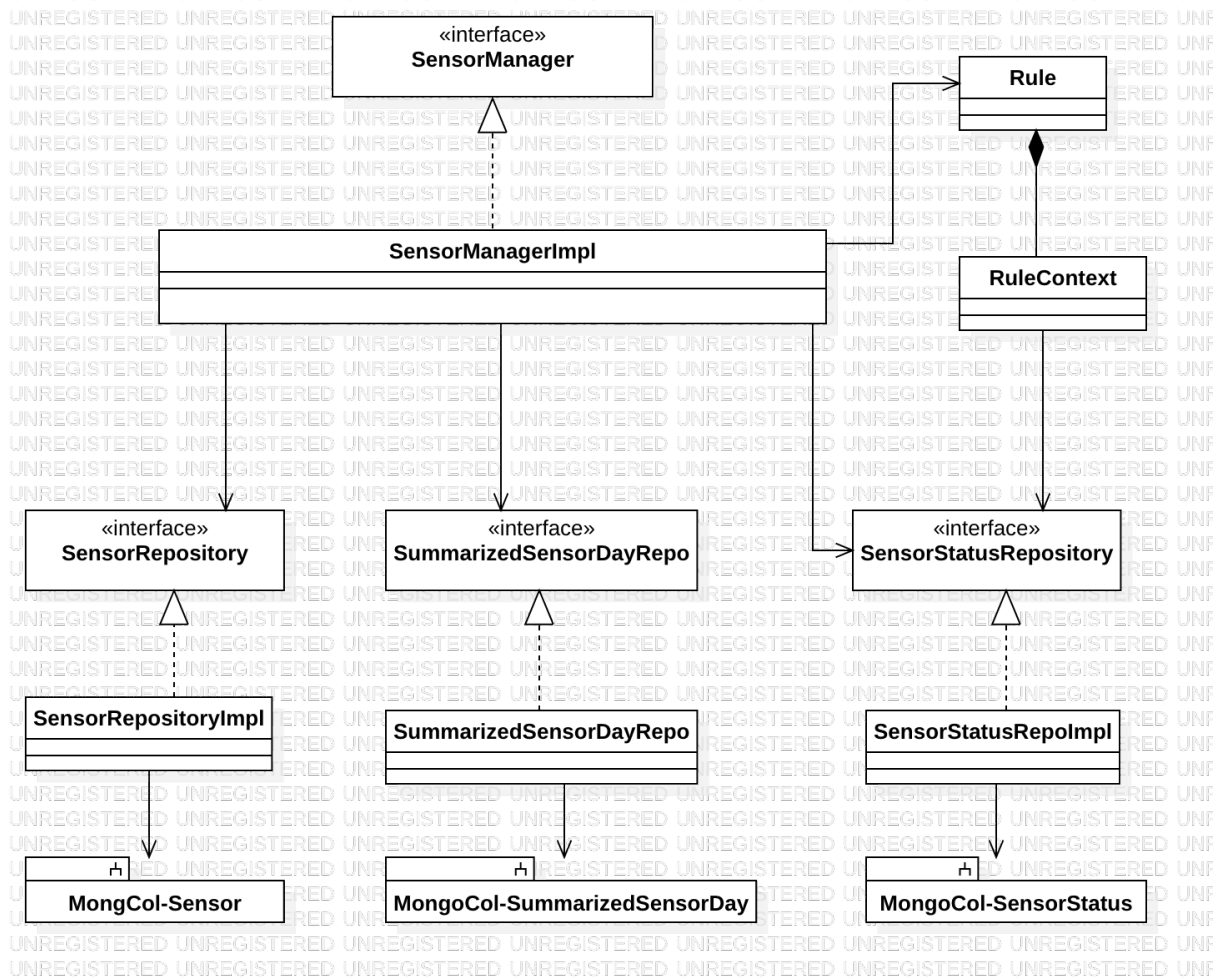 «interface»
SensorManager
Rule
SensorManagerImpl
RuleContext
«interface»
SensorRepository
«interface»
SummarizedSensorDayRepo
«interface»
SensorStatusRepository
SensorRepositoryImpl
SummarizedSensorDayRepo
SensorStatusRepoImpl
MongCol-Sensor
MongoCol-SummarizedSensorDay
MongoCol-SensorStatus
UNREGISTERED